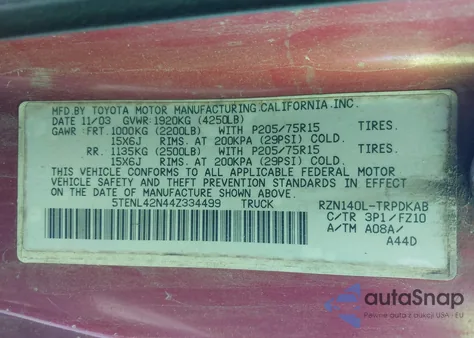 MFD.BY TOYOTA MOTOR MANUFACTURING,CALIFORNIA,INC.
DATE 11/03 GVWR:1920KG (4250LB)
GAWR: FRT.1000KG (2200LB) WITH P205/75R15 TIRES.
15X6J RIMS. AT 200KPA (29PSI) COLD.
RR. 1135KG (2500LB) WITH P205/75R15 TIRES.
15X6J RIMS. AT 200KPA (29PSI) COLD.
THIS VEHICLE CONFORMS TO ALL APPLICABLE FEDERAL MOTOR
VEHICLE SAFETY AND BUMPER STANDARDS IN EFFECT
ON THE DATE OF MANUFACTURE SHOWN ABOVE.
5TENL42N44Z334499 TRUCK RZN140L-TRPDKAB
C/TR 3P1/FZ10
A/TM A08A/
A44D
autoSnap
USA - EU